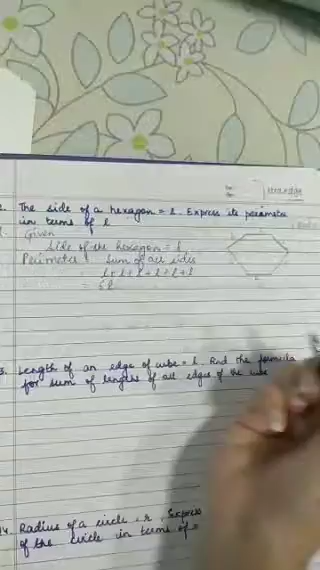 The side of a hexagon = l. Express its perimeter
in terms of l
Given
Side of the hexagon = l
Perimeter = Sum of all sides
l + l + l + l + l + l
= 6l
3. Length of an edge of cube = l. Find the formula
for sum of lengths of all edges of the cube
14. Radius of a circle = r. Express
of the circle in terms of